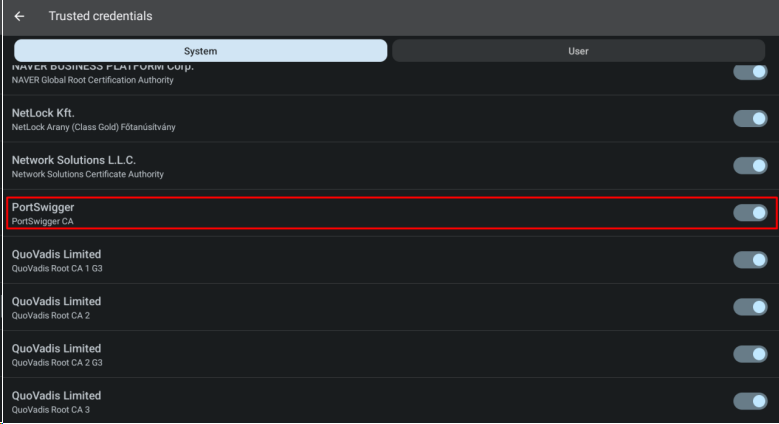 Trusted credentials
System
User
NAVER BUSINESS PLATFORM Corp.
NAVER Global Root Certification Authority
NetLock Kft.
NetLock Arany (Class Gold) Főtanúsítvány
Network Solutions L.L.C.
Network Solutions Certificate Authority
PortSwigger
PortSwigger CA
QuoVadis Limited
QuoVadis Root CA 1 G3
QuoVadis Limited
QuoVadis Root CA 2
QuoVadis Limited
QuoVadis Root CA 2 G3
QuoVadis Limited
QuoVadis Root CA 3